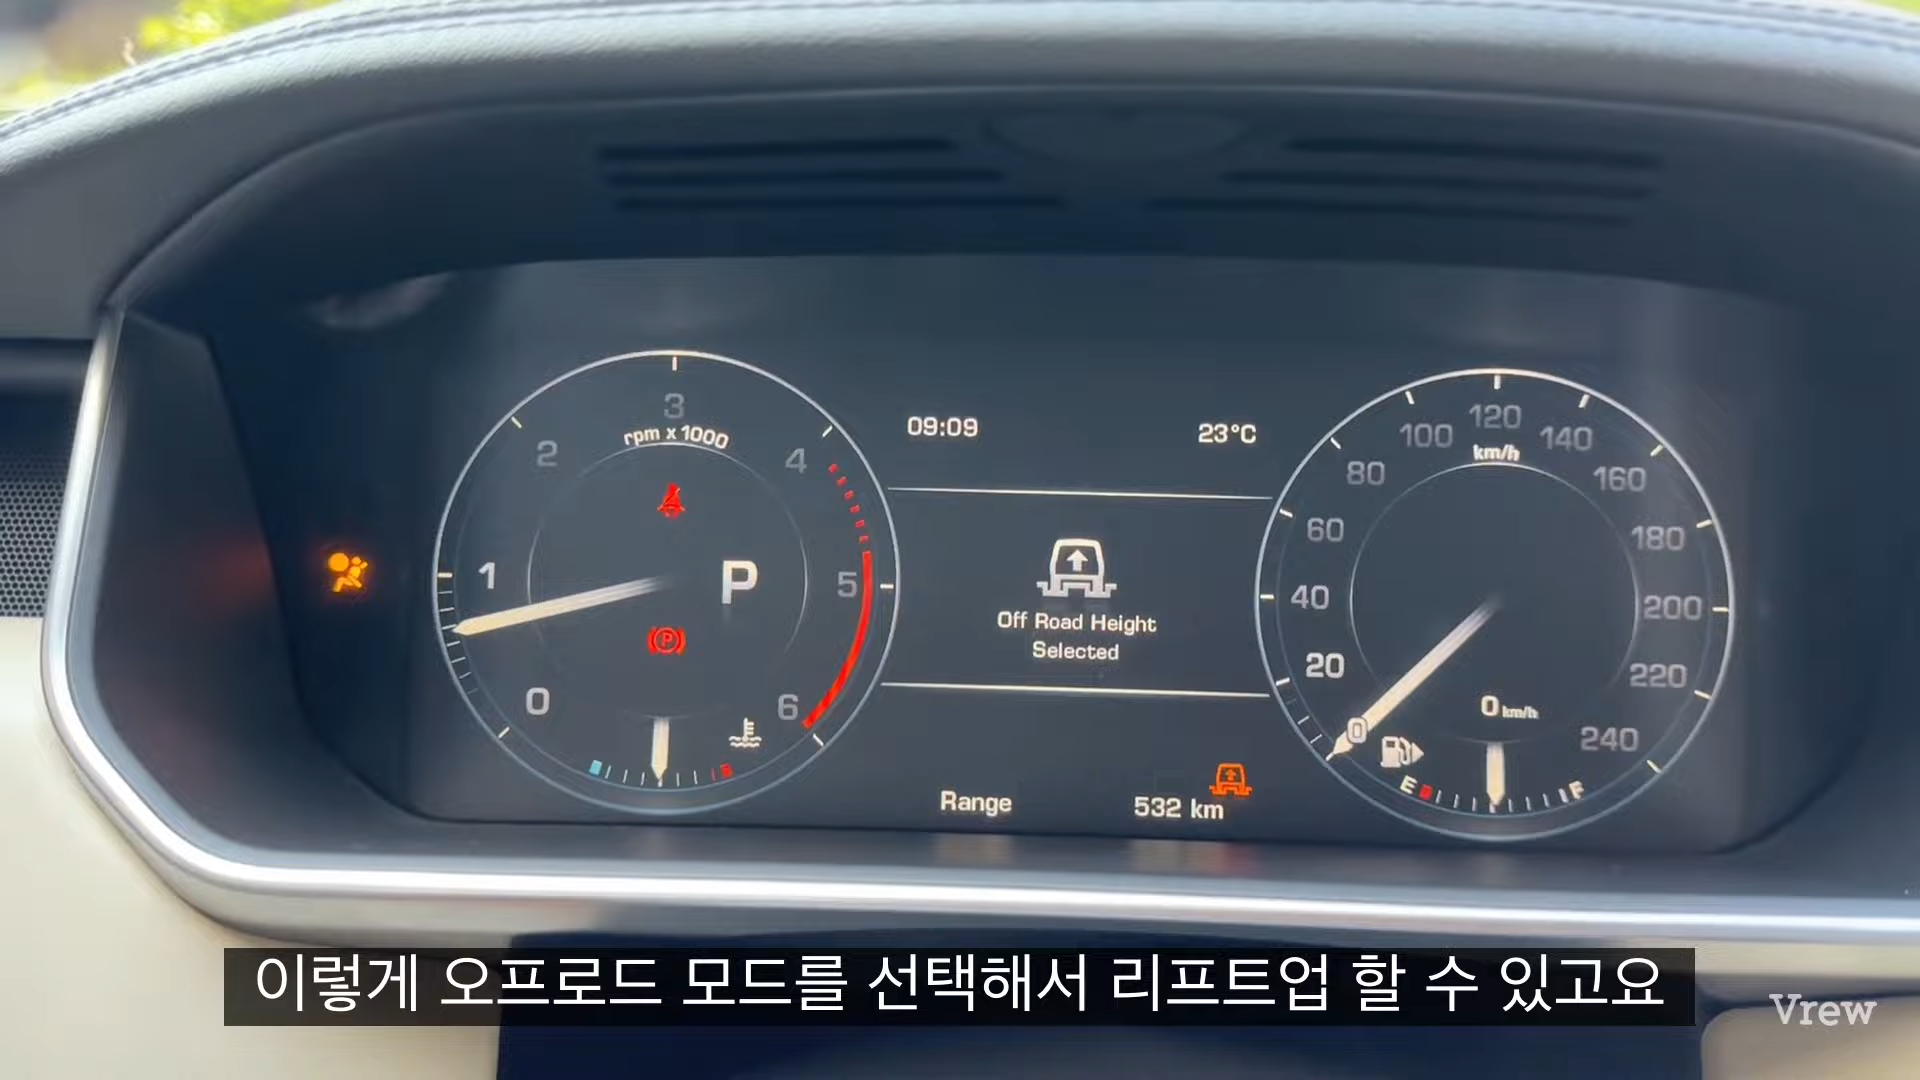 3
rpm x 1000
2
4
1
5
0
6
P
P
09:09
23°C
Off Road Height
Selected
Range
532 km
120
100
140
km/h
80
160
60
180
40
200
20
220
0
0 km/h
240
E
F
이렇게 오프로드 모드를 선택해서 리프트업 할 수 있고요
Vrew